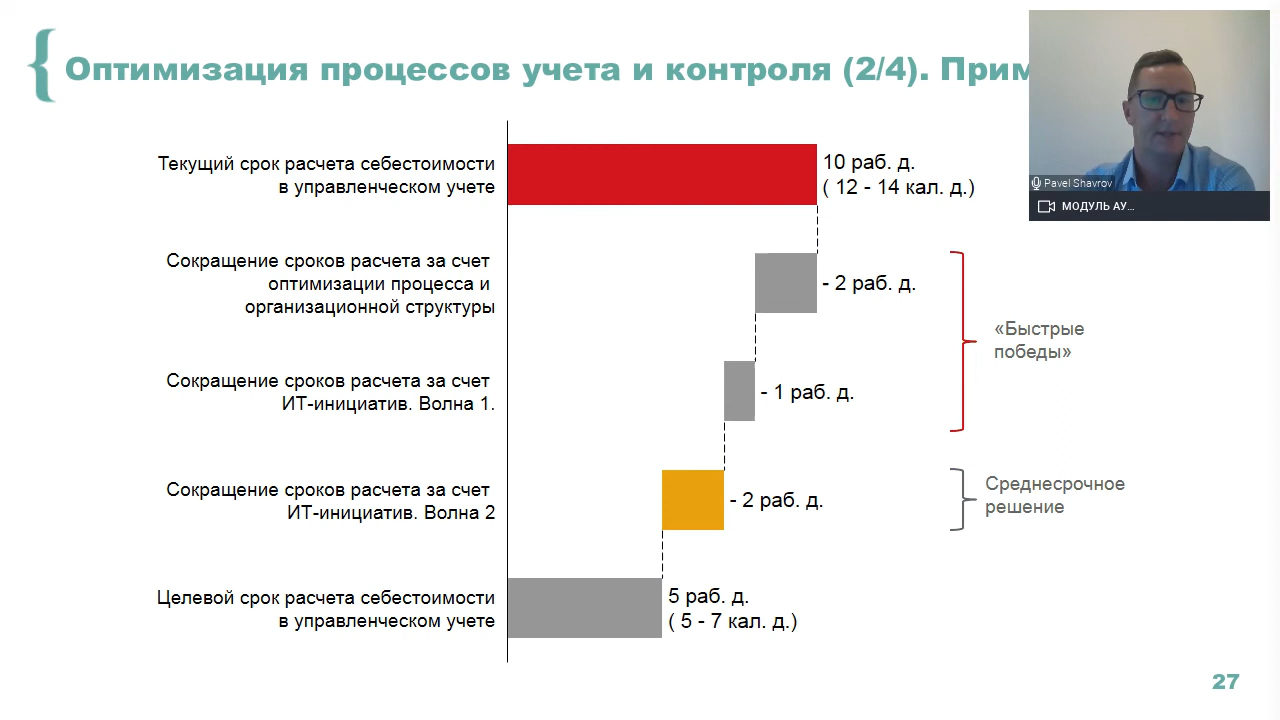 Оптимизация процессов учета и контроля (2/4). Прим
Текущий срок расчета себестоимости
в управленческом учете
10 раб. д.
( 12 - 14 кал. д.)
Pavel Shavrov
МОДУЛЬ АУ...
Сокращение сроков расчета за счет
оптимизации процесса и
организационной структуры
- 2 раб. д.
«Быстрые
победы»
Сокращение сроков расчета за счет
ИТ-инициатив. Волна 1.
- 1 раб. д.
Сокращение сроков расчета за счет
ИТ-инициатив. Волна 2
- 2 раб. д.
Среднесрочное
решение
Целевой срок расчета себестоимости
в управленческом учете
5 раб. д.
( 5 - 7 кал. д.)
27